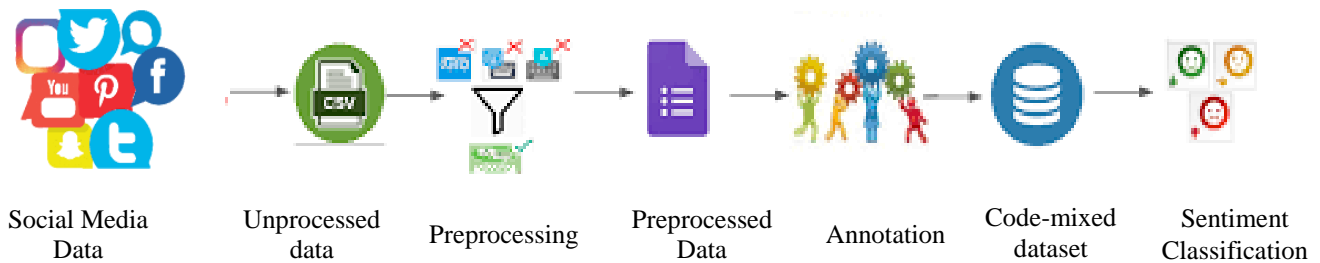 You
CSV
Social Media
Data
Unprocessed
data
Preprocessing
Preprocessed
Data
Annotation
Code-mixed
dataset
Sentiment
Classification